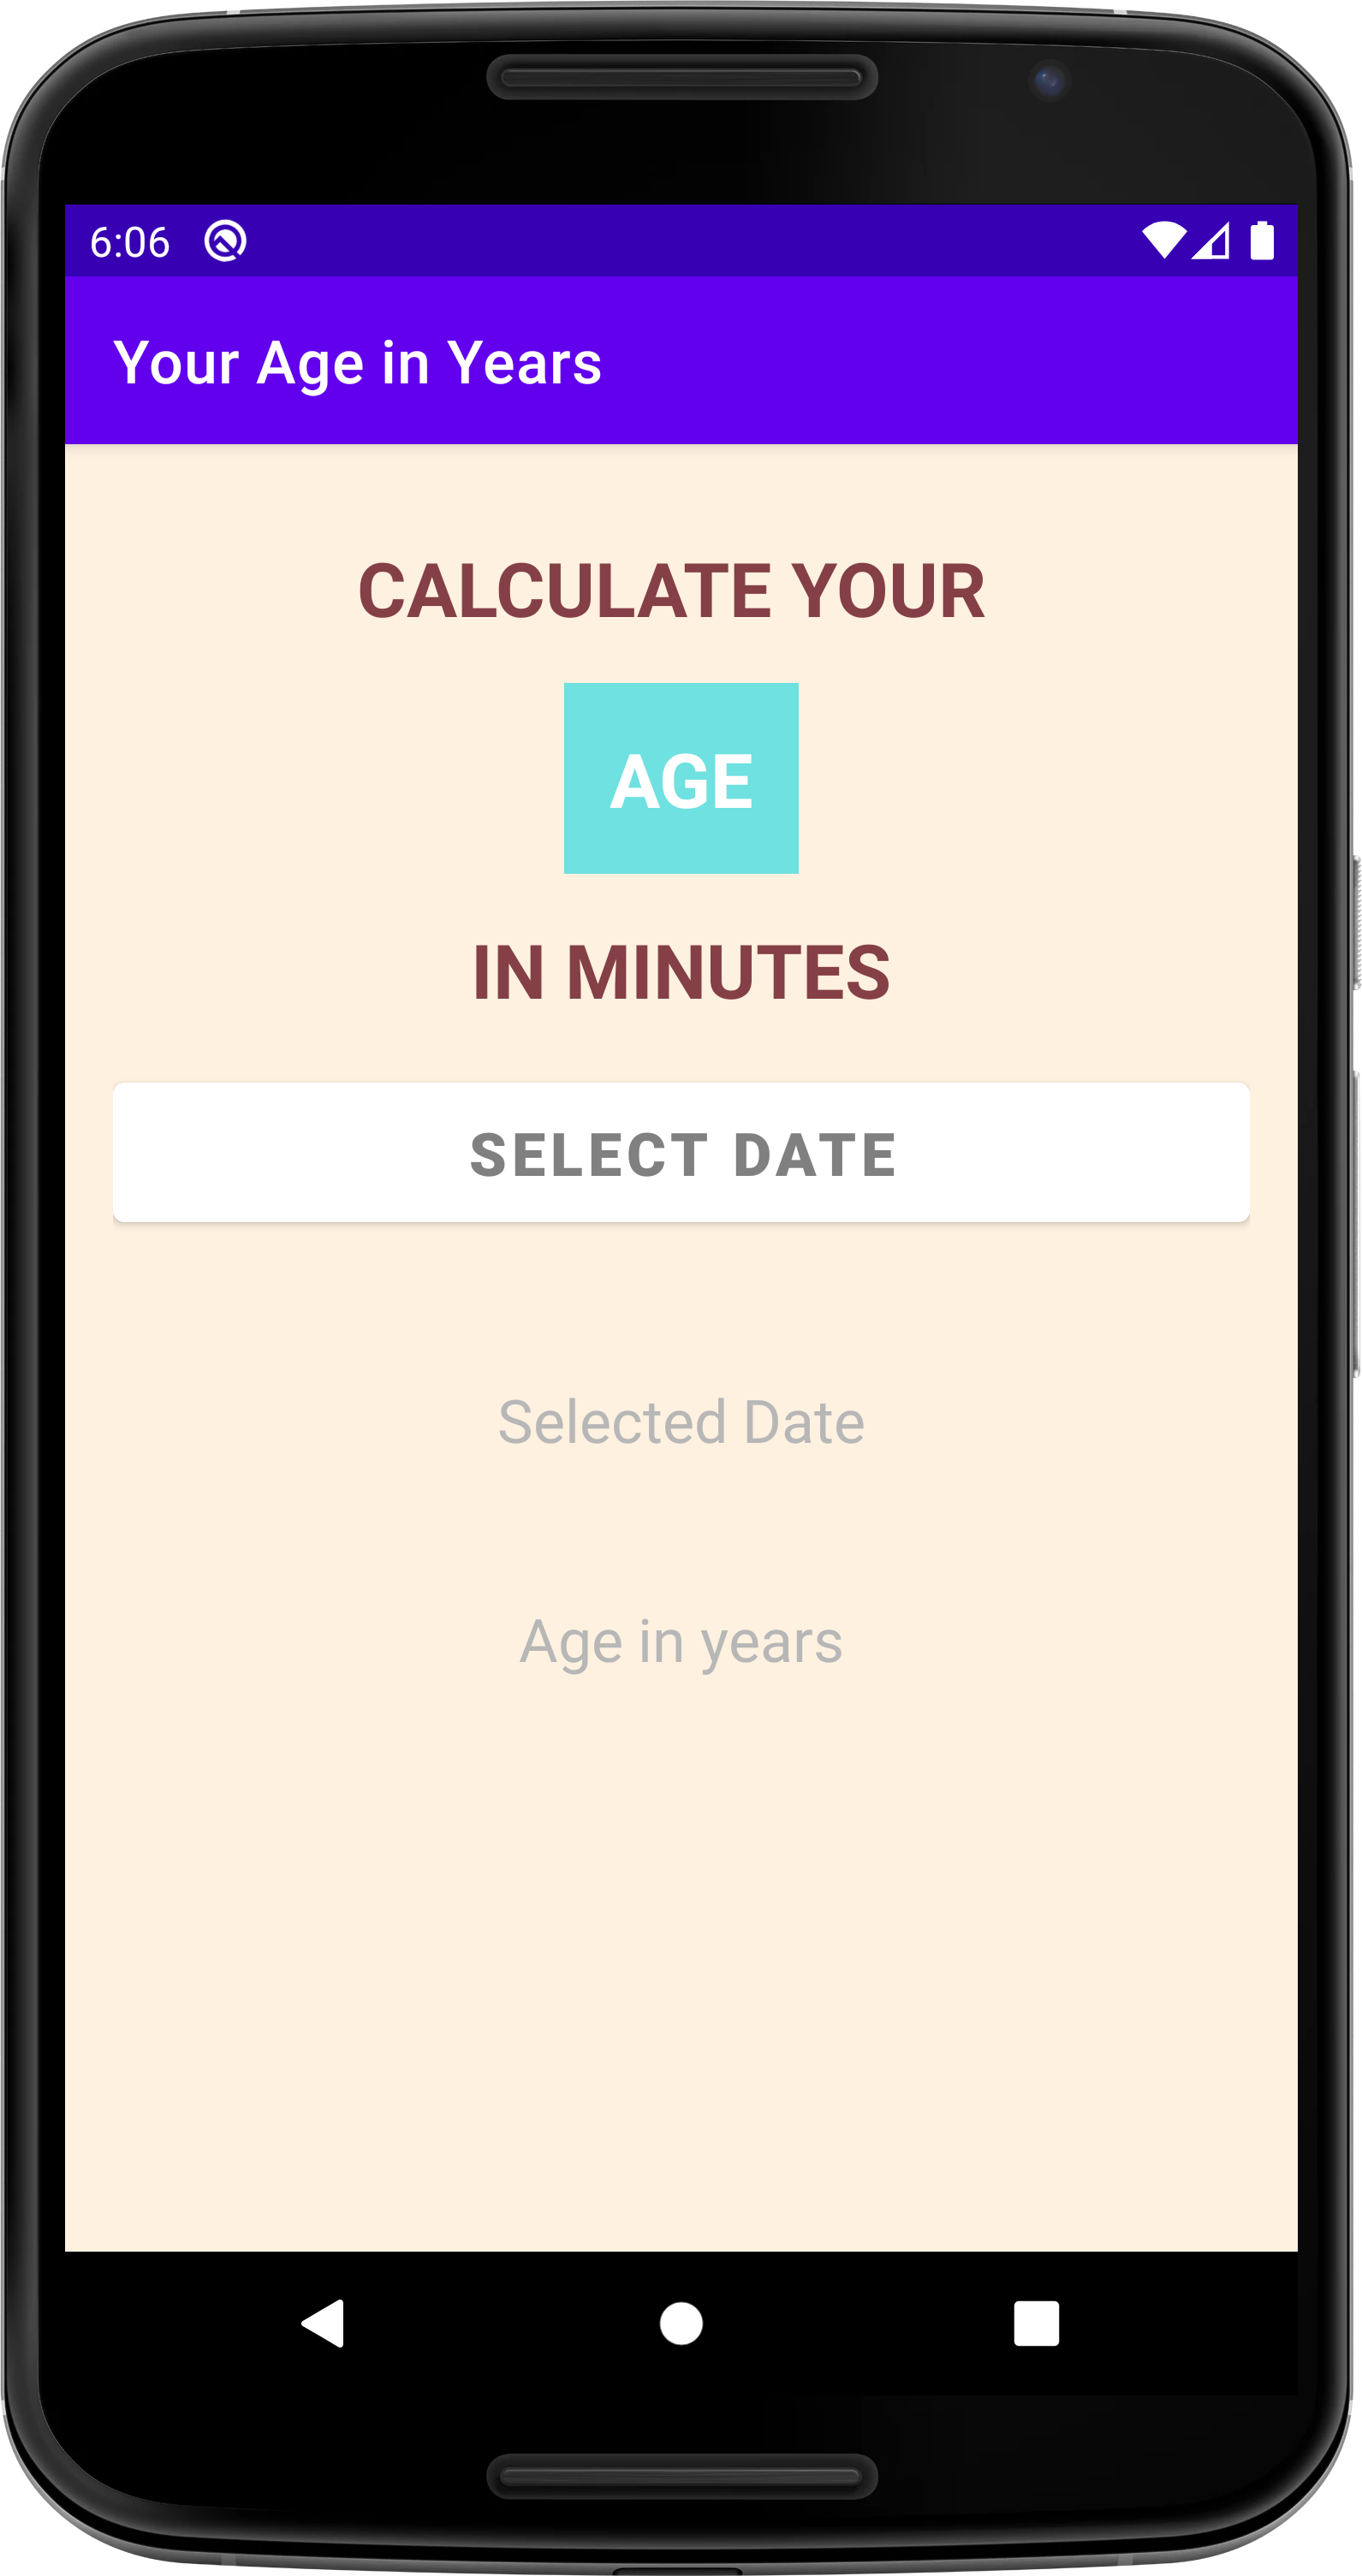 6:06
Your Age in Years
CALCULATE YOUR
AGE
IN MINUTES
SELECT DATE
Selected Date
Age in years